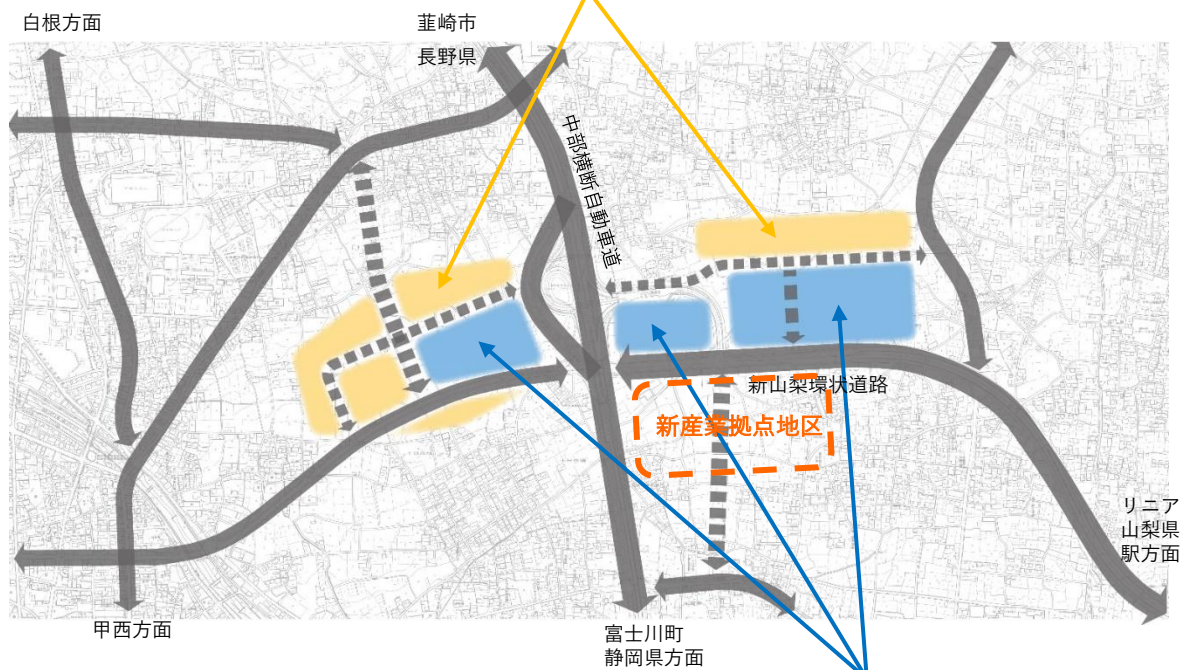 白根方面
韮崎市
長野県
中部横断自動車道
新山梨環状道路
新産業拠点地区
リニア
山梨県
駅方面
甲西方面
富士川町
静岡県方面